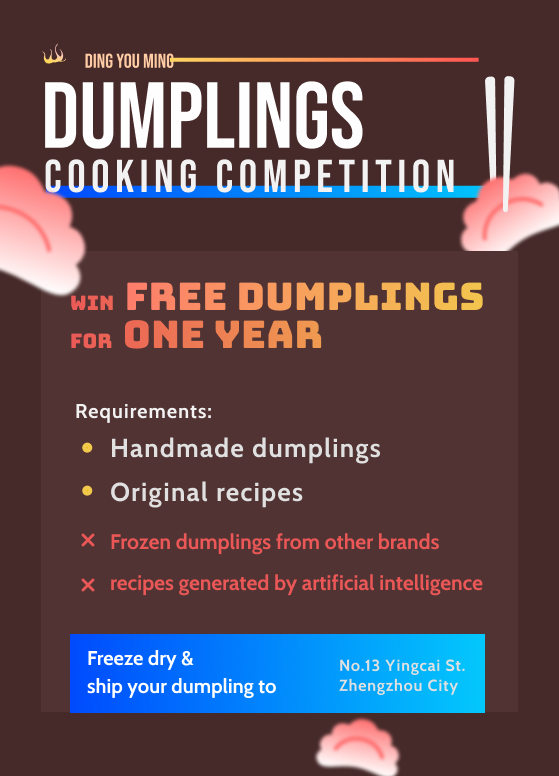 DING YOU MING
DUMPLINGS
COOKING COMPETITION
WIN FREE DUMPLINGS
FOR ONE YEAR
Requirements:
Handmade dumplings
Original recipes
Frozen dumplings from other brands
recipes generated by artificial intelligence
Freeze dry &
ship your dumpling to
No.13 Yingcai St.
Zhengzhou City